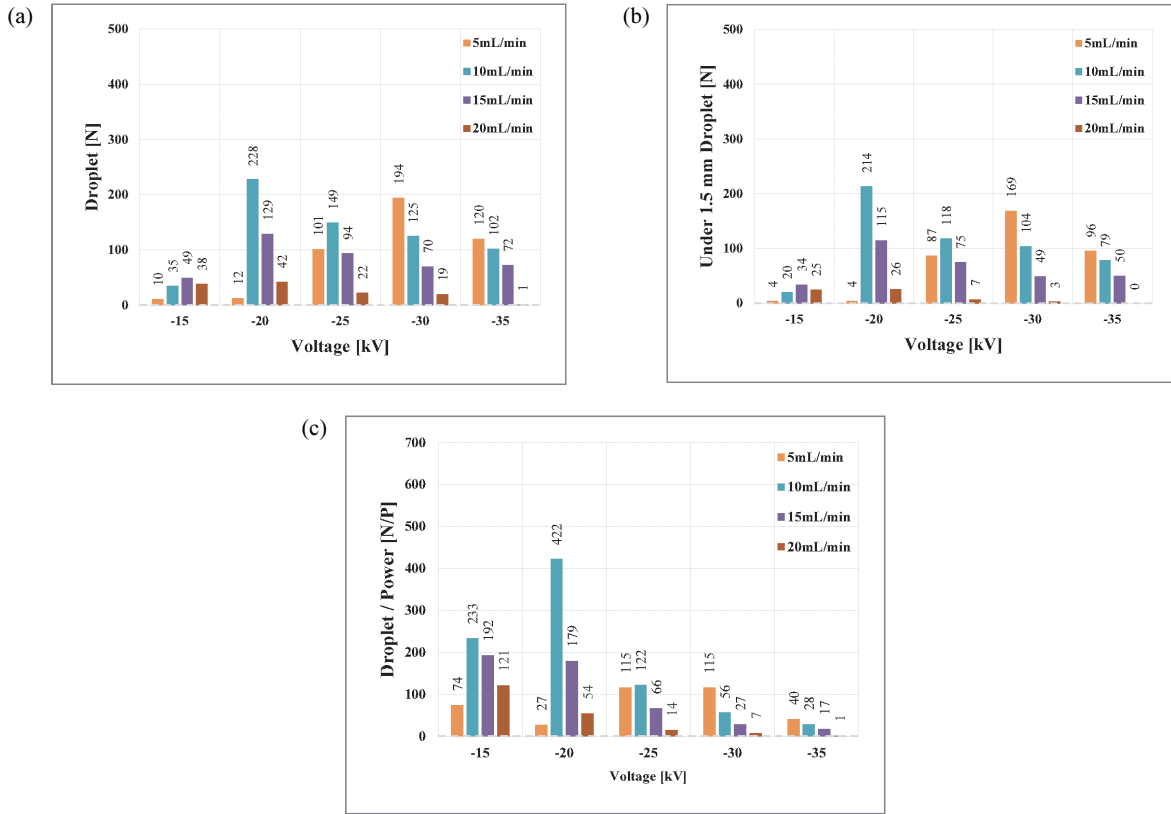 (a)
500
400
300
200
100
0
Droplet [N]
5mL/min
10mL/min
15mL/min
20mL/min
10 35 49 38
12 228 129 42
101 149 94 22
194 125 70 19
120 102 72 1
-15 -20 -25 -30 -35
Voltage [kV]
(b)
500
400
300
200
100
0
Under 1.5 mm Droplet [N]
5mL/min
10mL/min
15mL/min
20mL/min
4 20 34 25
4 214 115 26
87 118 75 7
169 104 49 3
96 79 50 0
-15 -20 -25 -30 -35
Voltage [kV]
(c)
700
600
500
400
300
200
100
0
Droplet / Power [N/P]
5mL/min
10mL/min
15mL/min
20mL/min
74 233 192 121
27 422 179 54
115 122 66 14
115 56 27 7
40 28 17 1
-15 -20 -25 -30 -35
Voltage [kV]